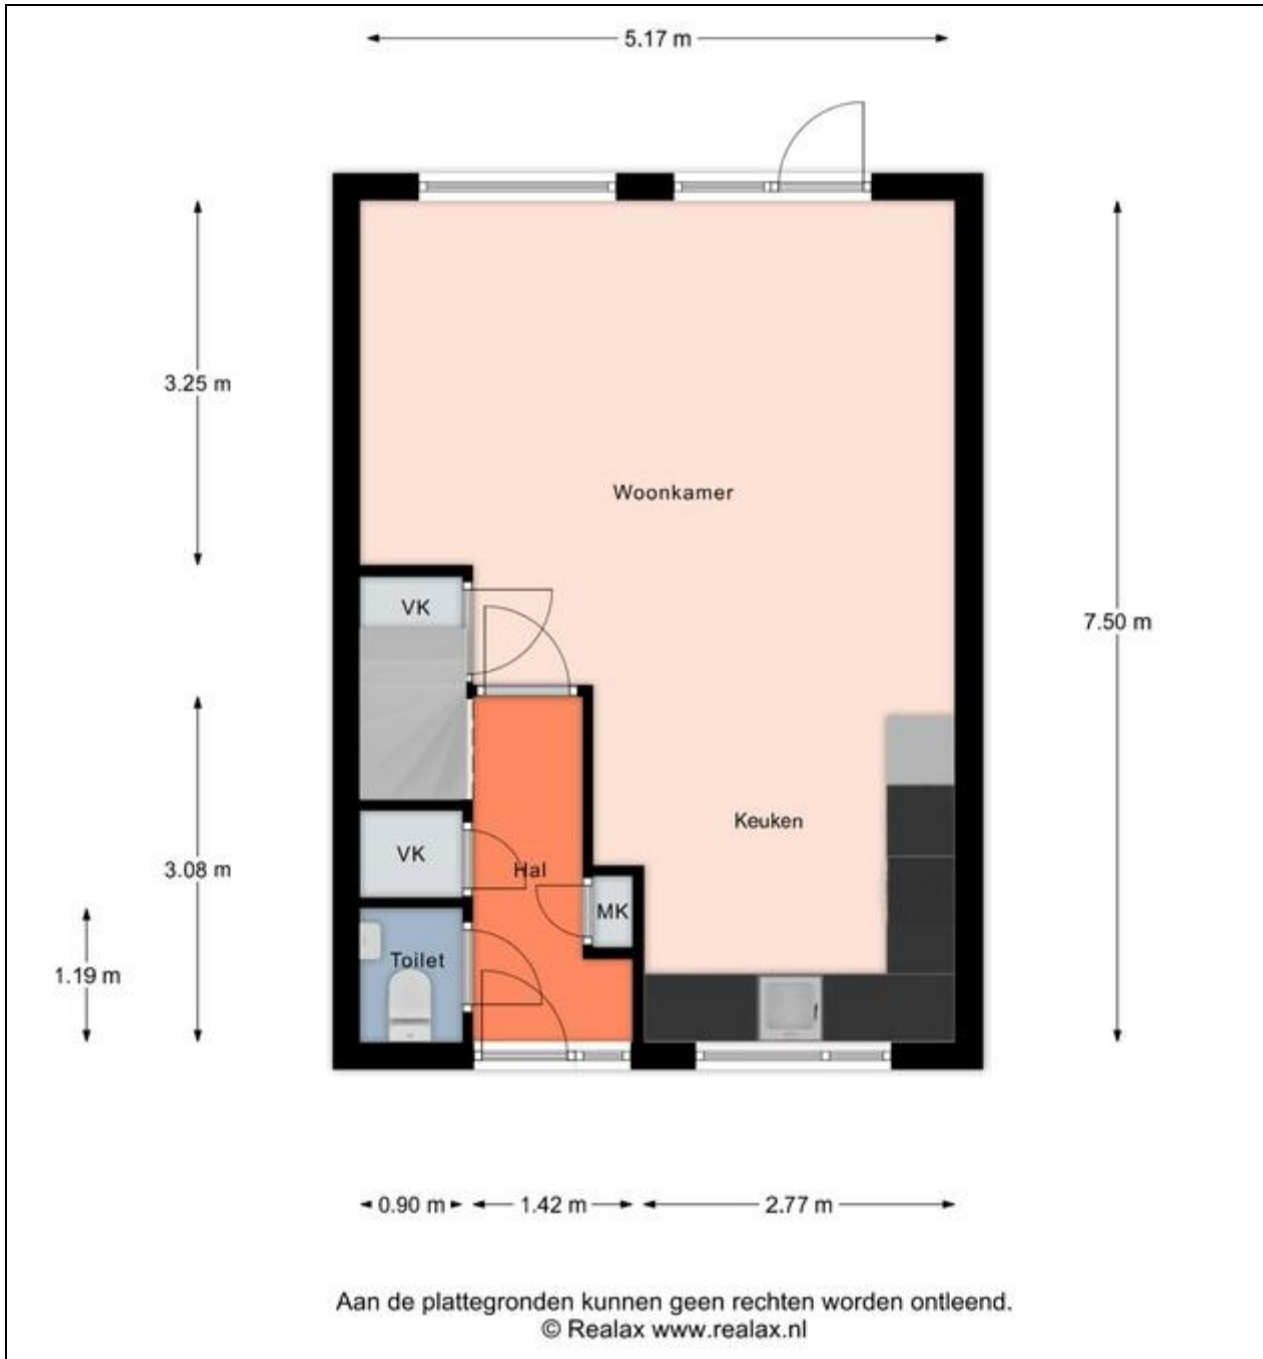 5.17 m
3.25 m
Woonkamer
VK
7.50 m
Keuken
VK
Hal
3.08 m
MK
Toilet
1.19 m
0.90 m
1.42 m
2.77 m
Aan de plattegronden kunnen geen rechten worden ontleend.
© Realax www.realax.nl